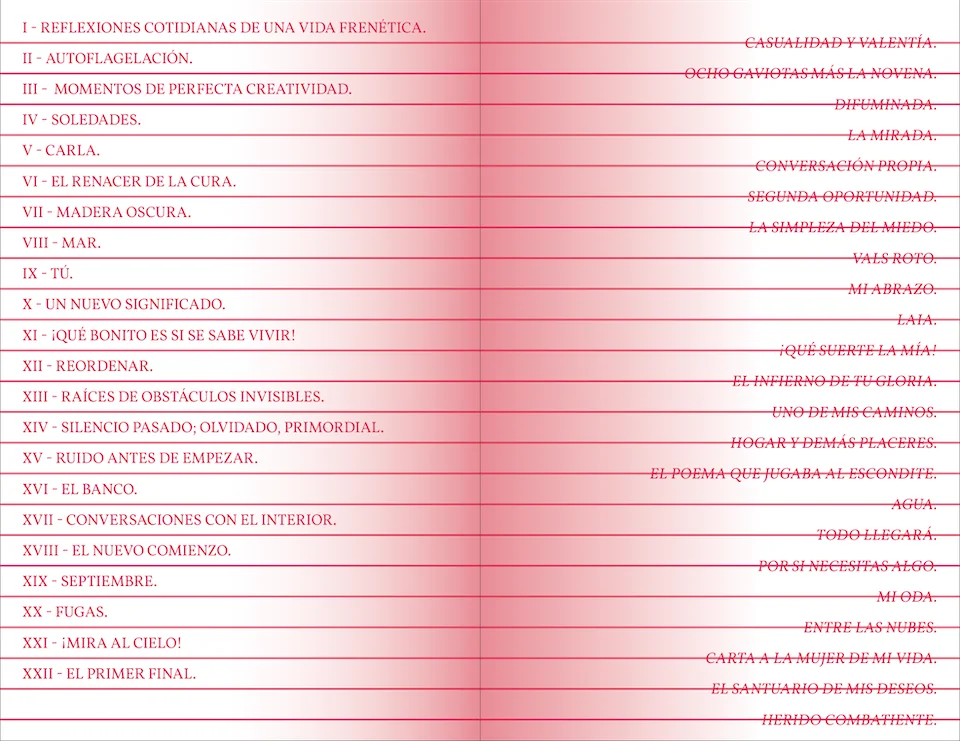 I - REFLEXIONES COTIDIANAS DE UNA VIDA FRENÉTICA.
II - AUTOFLAGELACIÓN.
III - MOMENTOS DE PERFECTA CREATIVIDAD.
IV - SOLEDADES.
V - CARLA.
VI - EL RENACER DE LA CURA.
VII - MADERA OSCURA.
VIII - MAR.
IX - TÚ.
X - UN NUEVO SIGNIFICADO.
XI - ¡QUÉ BONITO ES SI SE SABE VIVIR!
XII - REORDENAR.
XIII - RAÍCES DE OBSTÁCULOS INVISIBLES.
XIV - SILENCIO PASADO; OLVIDADO, PRIMORDIAL.
XV - RUIDO ANTES DE EMPEZAR.
XVI - EL BANCO.
XVII - CONVERSACIONES CON EL INTERIOR.
XVIII - EL NUEVO COMIENZO.
XIX - SEPTIEMBRE.
XX - FUGAS.
XXI - ¡MIRA AL CIELO!
XXII - EL PRIMER FINAL.
CASUALIDAD Y VALENTÍA.
OCHO GAVIOTAS MÁS LA NOVENA.
DIFUMINADA.
LA MIRADA.
CONVERSACIÓN PROPIA.
SEGUNDA OPORTUNIDAD.
LA SIMPLEZA DEL MIEDO.
VALS ROTO.
MI ABRAZO.
LAIA.
¡QUÉ SUERTE LA MÍA!
EL INFIERNO DE TU GLORIA.
UNO DE MIS CAMINOS.
HOGAR Y DEMÁS PLACERES.
EL POEMA QUE JUGABA AL ESCONDITE.
AGUA.
TODO LLEGARÁ.
POR SI NECESITAS ALGO.
MI ODA.
ENTRE LAS NUBES.
CARTA A LA MUJER DE MI VIDA.
EL SANTUARIO DE MIS DESEOS.
HERIDO COMBATIENTE.